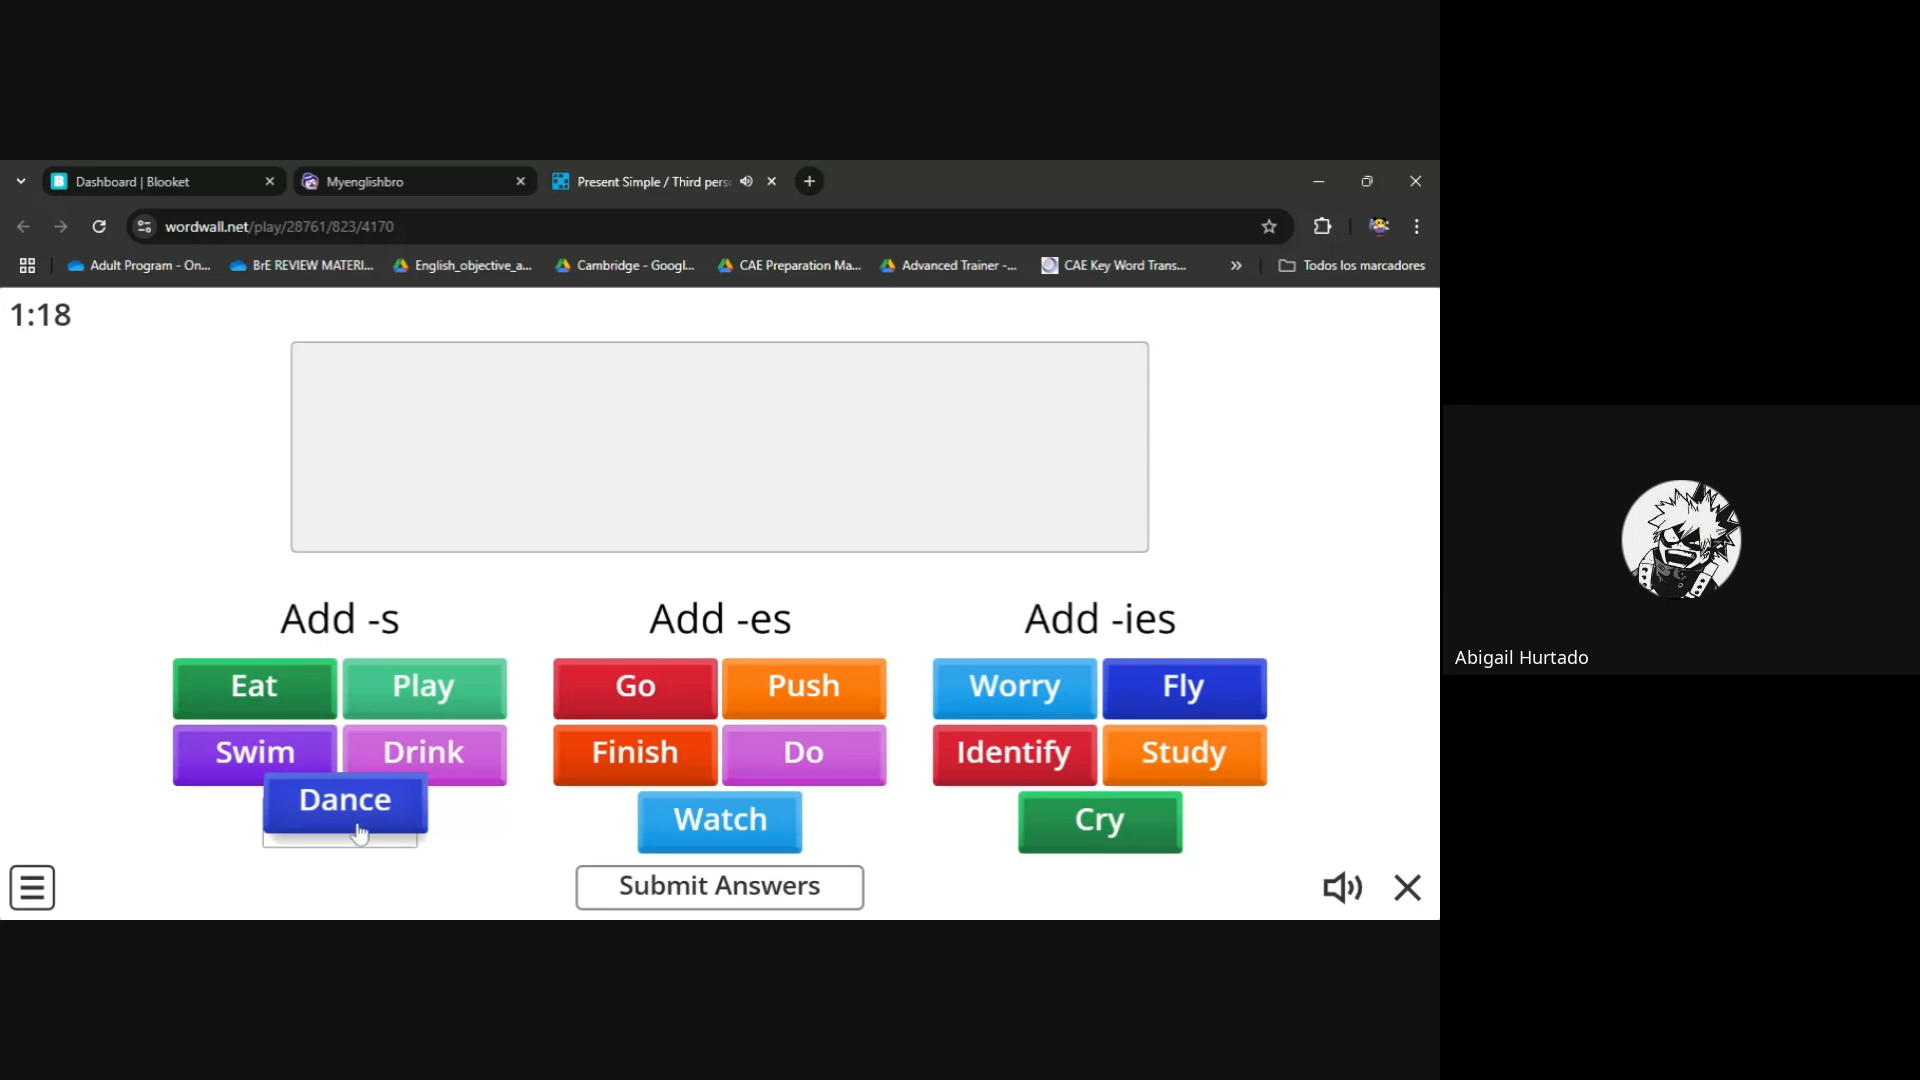 Dashboard | Blooket
Myenglishbro
Present Simple / Third pers
wordwall.net/play/28761/823/4170
Adult Program - On...
BrE REVIEW MATERI...
English_objective_a...
Cambridge - Googl...
CAE Preparation Ma...
Advanced Trainer -...
CAE Key Word Trans...
»
Todos los marcadores
1:18
Add -s
Add -es
Add -ies
Eat
Play
Go
Push
Worry
Fly
Swim
Drink
Finish
Do
Identify
Study
Dance
Watch
Cry
Submit Answers
Abigail Hurtado